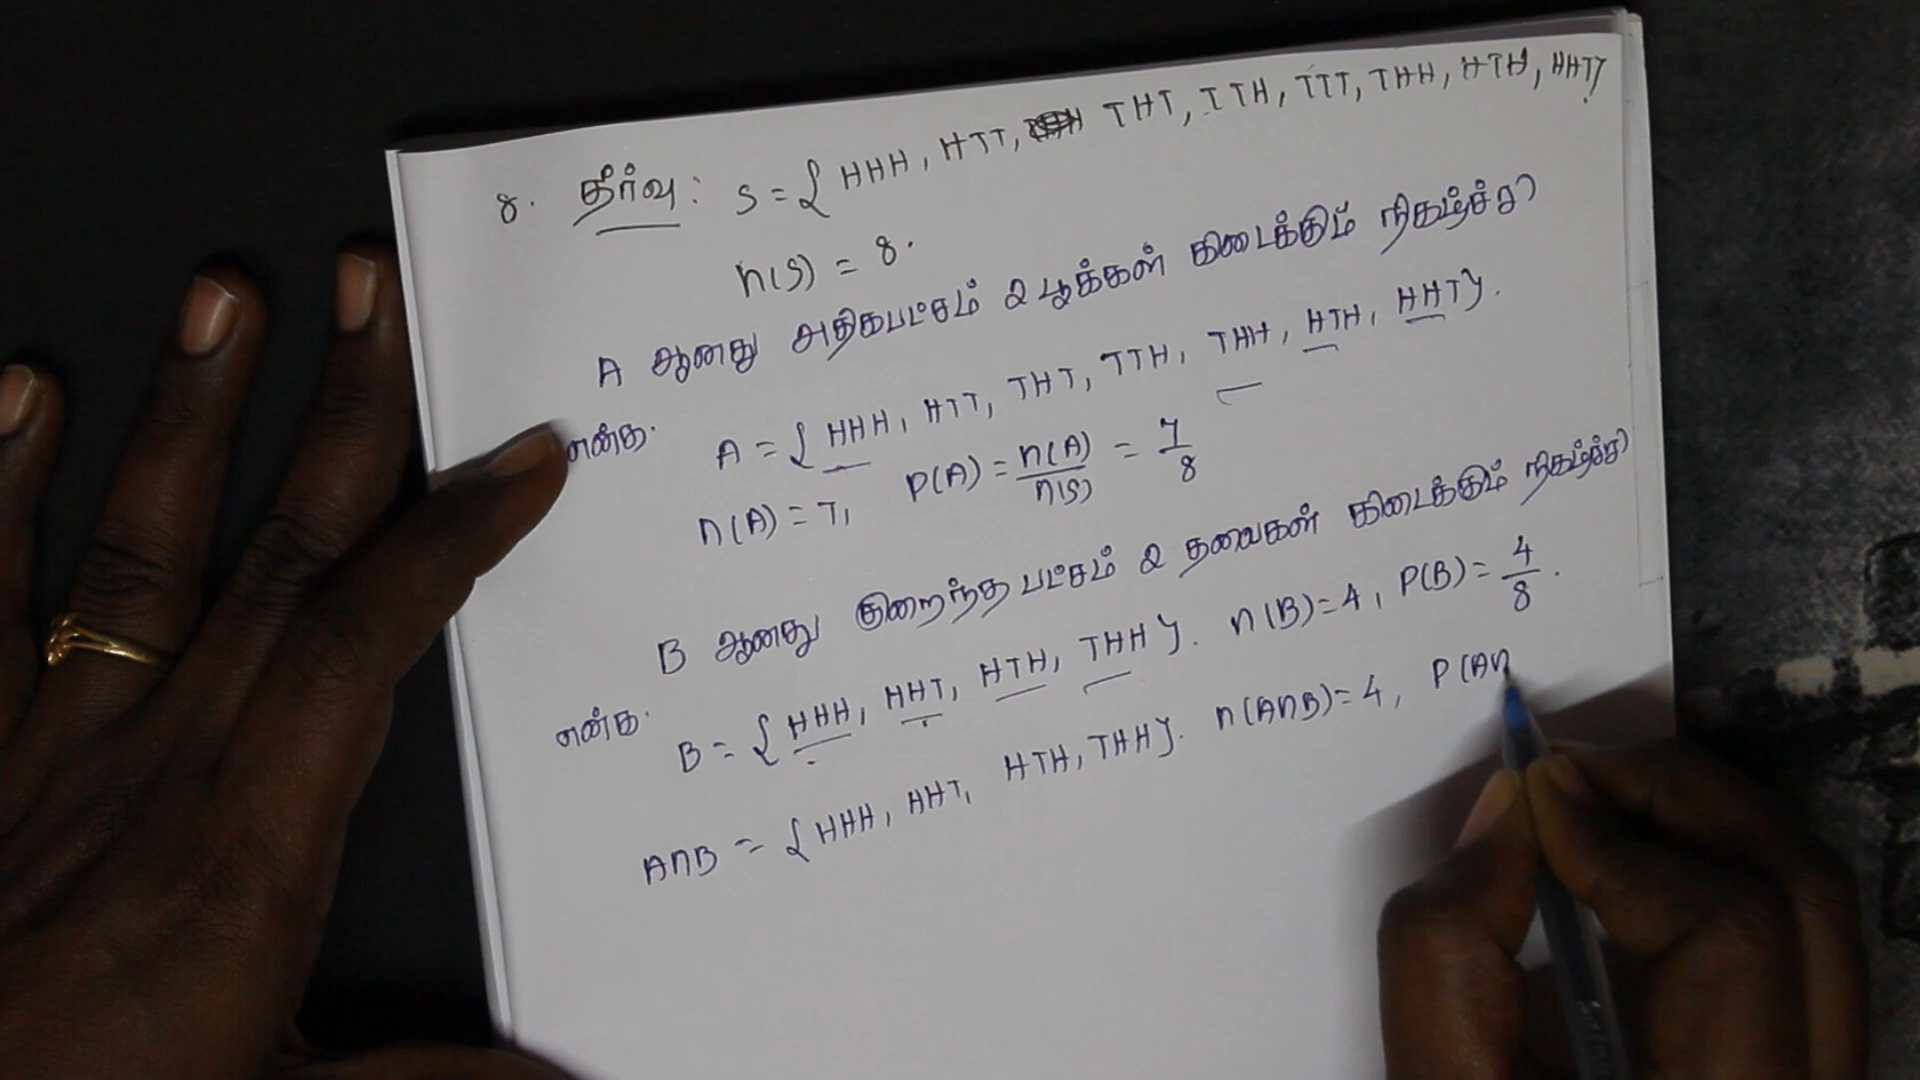 8. தீர்வு: S = { HHH, HTT, THT, TTH, TTT, THH, HTH, HHT}
n(S) = 8.
A ஆனது அதிகபட்சம் 2 பூக்கள் கிடைக்கும் நிகழ்ச்சி
என்க. A = { HHH, HTT, THT, TTH, THH, HTH, HHT}.
n(A) = 7, P(A) = n(A)/n(S) = 7/8
B ஆனது குறைந்தபட்சம் 2 தலைகள் கிடைக்கும் நிகழ்ச்சி
என்க. B = { HHH, HHT, HTH, THH}. n(B) = 4, P(B) = 4/8.
A∩B = { HHH, HHT, HTH, THH}. n(A∩B) = 4, P(A∩